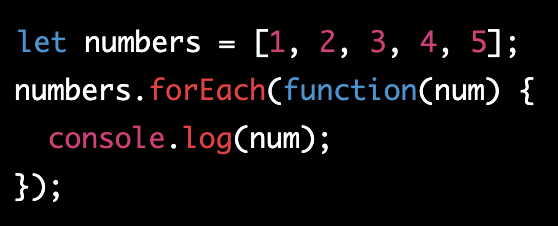 let numbers = [1, 2, 3, 4, 5];
numbers.forEach(function(num) {
  console.log(num);
});